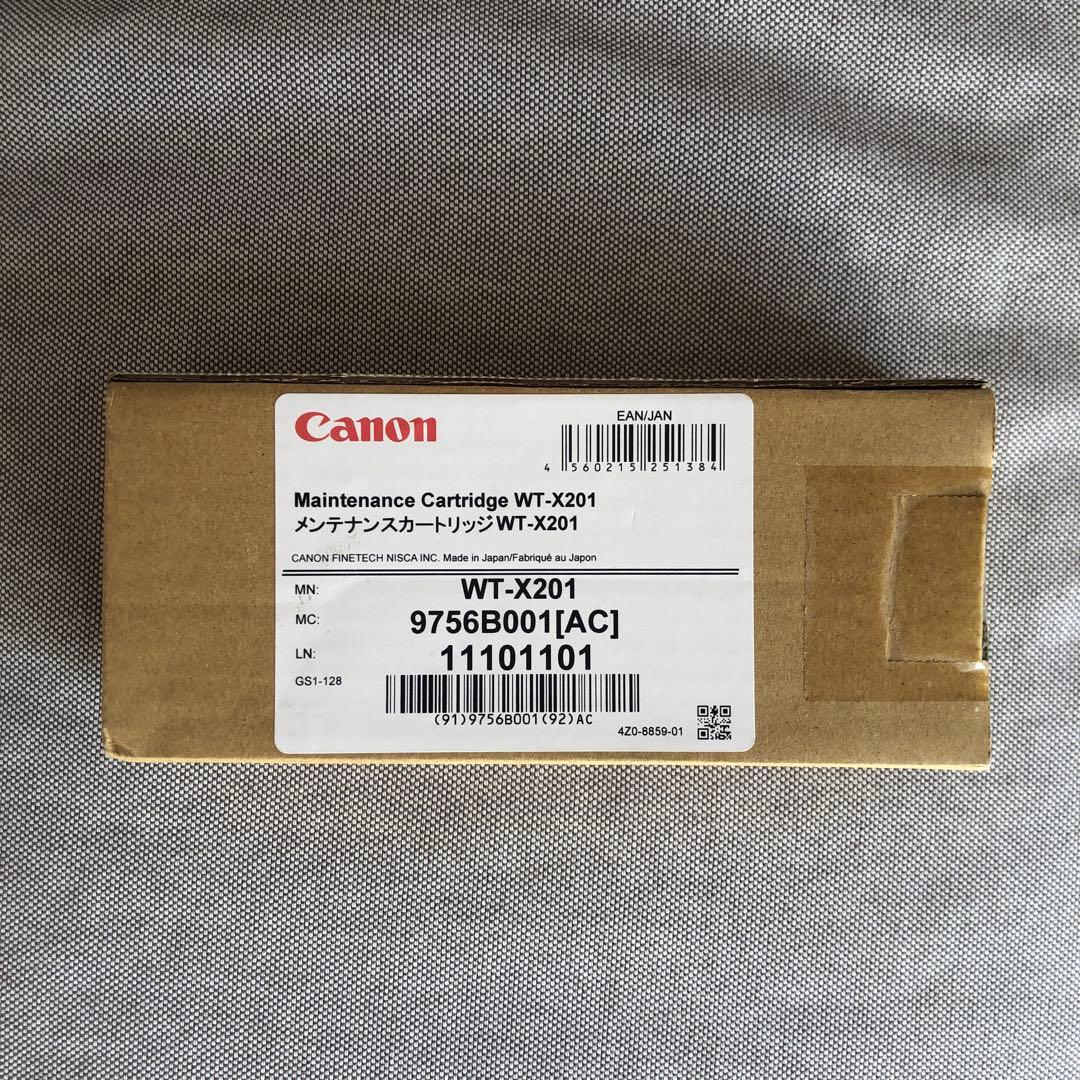 Canon
EAN/JAN
4 560215 251384
Maintenance Cartridge WT-X201
メンテナンスカートリッジWT-X201
CANON FINETECH NISCA INC. Made in Japan/Fabriqué au Japon
MN: WT-X201
MC: 9756B001[AC]
LN: 11101101
GS1-128
(91)9756B001(92)AC
4Z0-8859-01